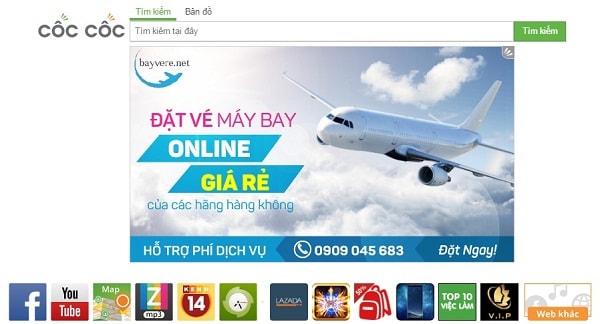 Tìm kiếm Bản đồ
CỐC CỐC
Tìm kiếm tại đây Tìm kiếm
bayvere.net
ĐẶT VÉ MÁY BAY
ONLINE
GIÁ RẺ
của các hãng hàng không
HỖ TRỢ PHÍ DỊCH VỤ 0909 045 683 Đặt Ngay!
f You Tube Map Z mp3 KENH 14 LAZADA 50% TOP 10 VIỆC LÀM V.I.P Web khác